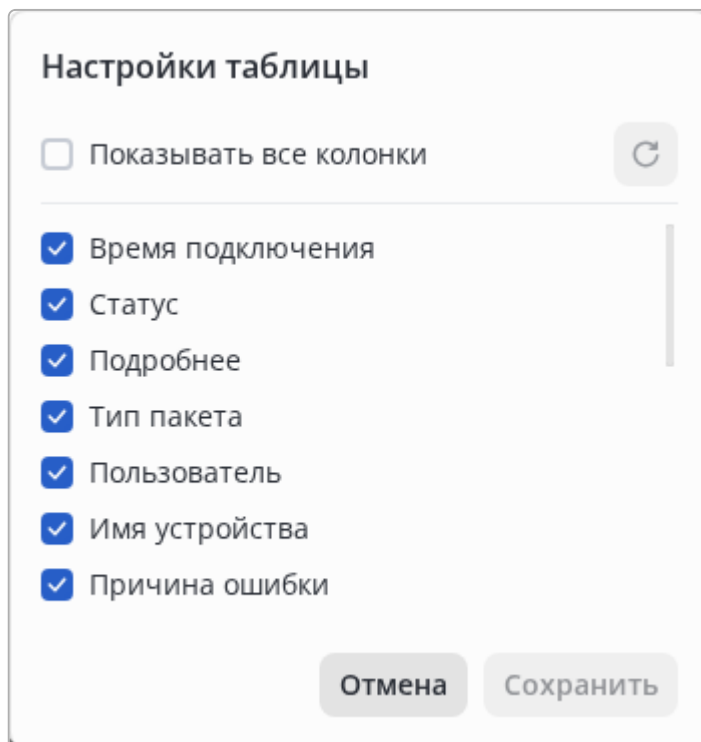 Настройки таблицы
Показывать все колонки
Время подключения
Статус
Подробнее
Тип пакета
Пользователь
Имя устройства
Причина ошибки
Отмена Сохранить